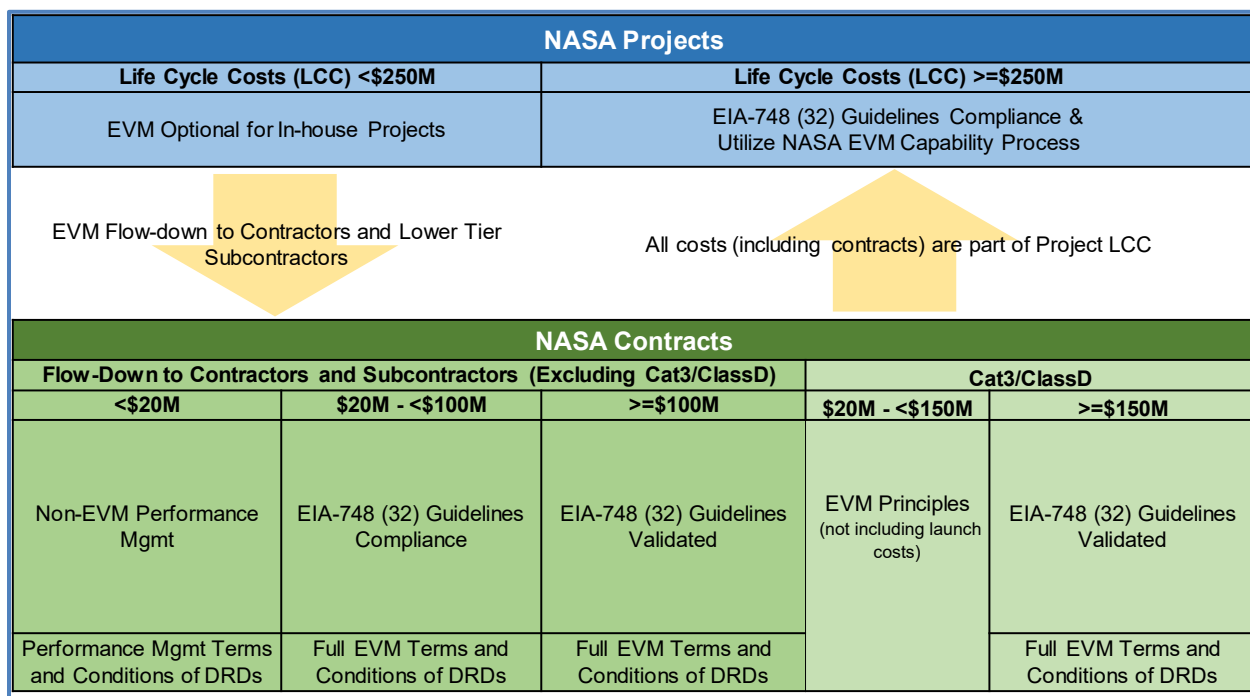 NASA Projects
Life Cycle Costs (LCC) <$250M
Life Cycle Costs (LCC) >=$250M
EVM Optional for In-house Projects
EIA-748 (32) Guidelines Compliance &
Utilize NASA EVM Capability Process
EVM Flow-down to Contractors and Lower Tier
Subcontractors
All costs (including contracts) are part of Project LCC
NASA Contracts
Flow-Down to Contractors and Subcontractors (Excluding Cat3/ClassD)
Cat3/ClassD
<$20M
$20M - <$100M
>=$100M
$20M - <$150M
>=$150M
Non-EVM Performance
Mgmt
EIA-748 (32) Guidelines
Compliance
EIA-748 (32) Guidelines
Validated
EVM Principles
(not including launch
costs)
EIA-748 (32) Guidelines
Validated
Performance Mgmt Terms
and Conditions of DRDs
Full EVM Terms and
Conditions of DRDs
Full EVM Terms and
Conditions of DRDs
Full EVM Terms and
Conditions of DRDs